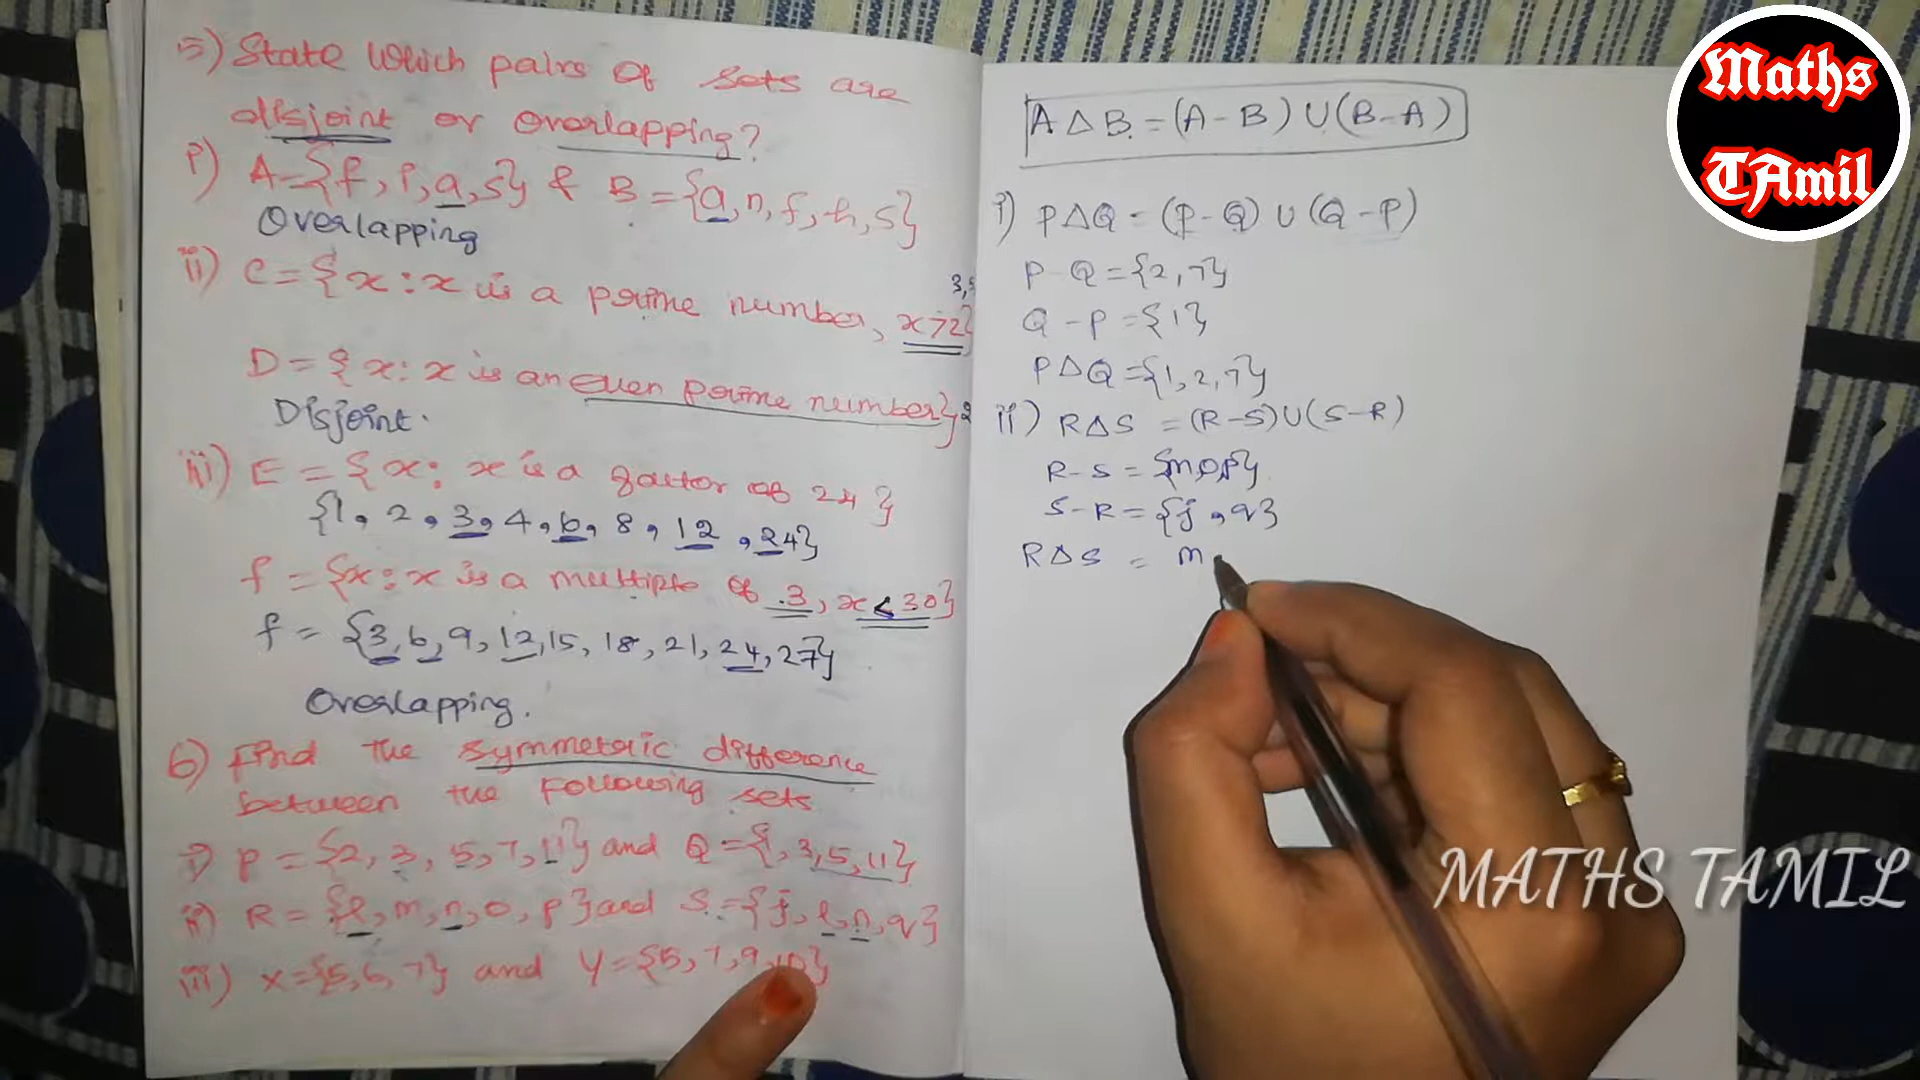 5) State which pairs of sets are
disjoint or overlapping?
i) A={f, i, a, s} & B = {a, n, f, h, s}
Overlapping
ii) C={x : x is a prime number, x>2}
3,5
D = {x: x is an even prime number} 2
Disjoint.
iii) E = {x: x is a factor of 24}
{1, 2, 3, 4, 6, 8, 12, 24}
f = {x: x is a multiple of 3, x < 30}
f = {3, 6, 9, 12, 15, 18, 21, 24, 27}
Overlapping.
6) Find the symmetric difference
between the following sets
i) P = {2, 3, 5, 7, 11} and Q={1, 3, 5, 11}
ii) R = {l, m, n, o, p} and S = {j, l, n, q}
iii) X={5, 6, 7} and Y={5, 7, 9, 10}
A Δ B = (A - B) ∪ (B - A)
i) P Δ Q = (P - Q) ∪ (Q - P)
P - Q = {2, 7}
Q - P = {1}
P Δ Q = {1, 2, 7}
ii) R Δ S = (R - S) ∪ (S - R)
R - S = {m, o, p}
S - R = {j, q}
R Δ S = m
Maths
TAmil
MATHS TAMIL